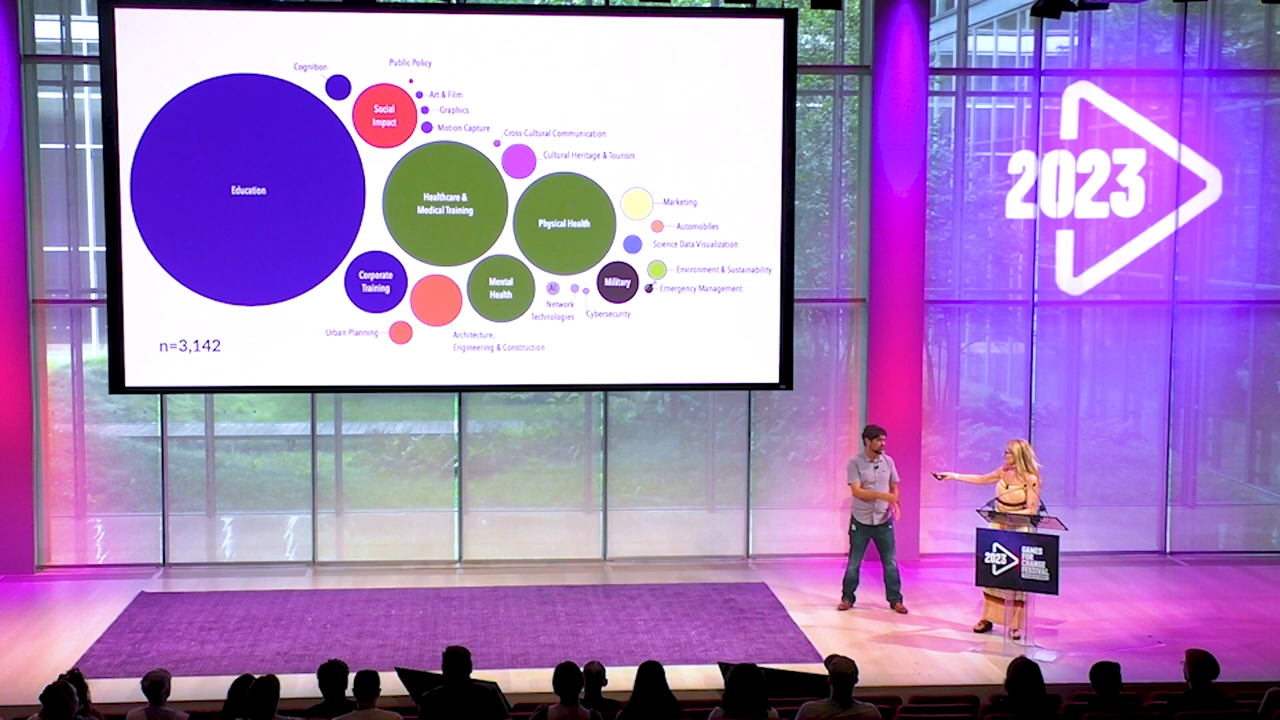 Cognition
Public Policy
Art & Film
Graphics
Motion Capture
Social
Impact
Cross-Cultural Communication
Cultural Heritage & Tourism
Education
Healthcare &
Medical Training
Physical Health
Marketing
Automobiles
Science Data Visualization
Environment & Sustainability
Emergency Management
Military
Corporate
Training
Mental
Health
AI
Network
Technologies
Cybersecurity
Urban Planning
Architecture,
Engineering & Construction
n=3,142
2023
2023
GAMES
FOR
CHANGE
FESTIVAL